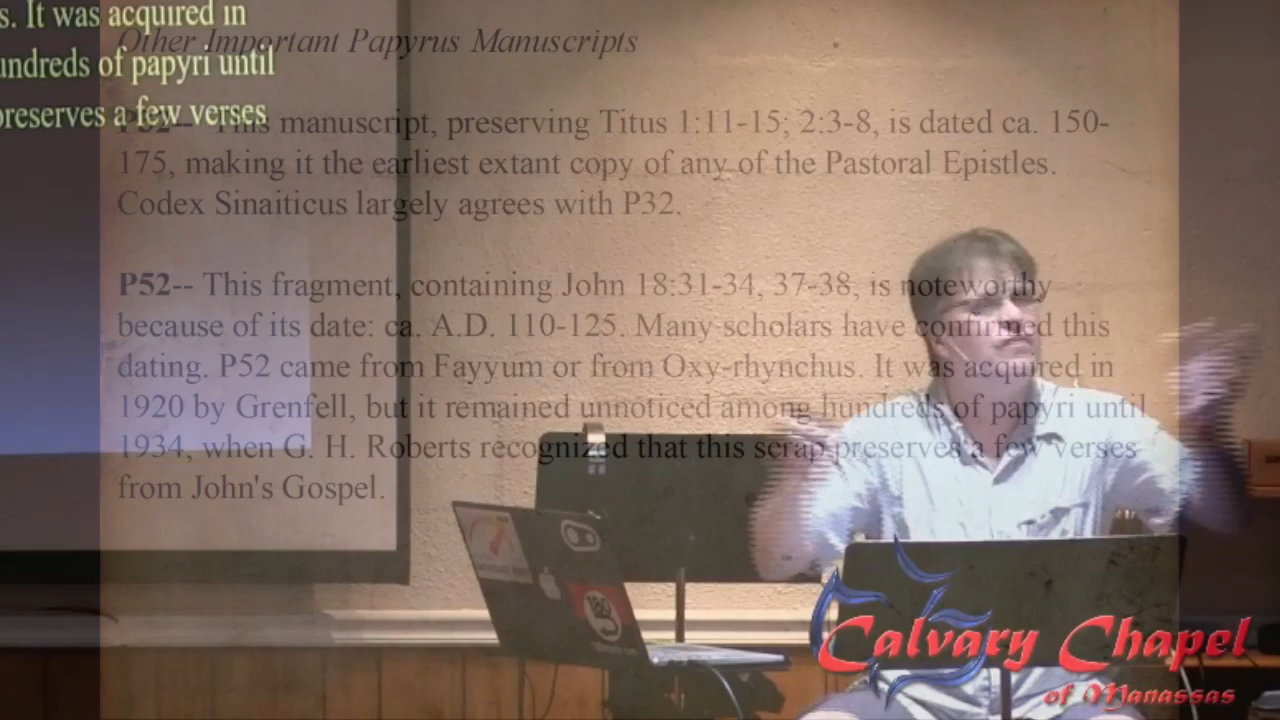 s. It was acquired in
undreds of papyri until
preserves a few verses
Other Important Papyrus Manuscripts
P32-- This manuscript, preserving Titus 1:11-15; 2:3-8, is dated ca. 150-
175, making it the earliest extant copy of any of the Pastoral Epistles.
Codex Sinaiticus largely agrees with P32.
P52-- This fragment, containing John 18:31-34, 37-38, is noteworthy
because of its date: ca. A.D. 110-125. Many scholars have confirmed this
dating. P52 came from Fayyum or from Oxy-rhynchus. It was acquired in
1920 by Grenfell, but it remained unnoticed among hundreds of papyri until
1934, when G. H. Roberts recognized that this scrap preserves a few verses
from John's Gospel.
180
Calvary Chapel
of Manassas